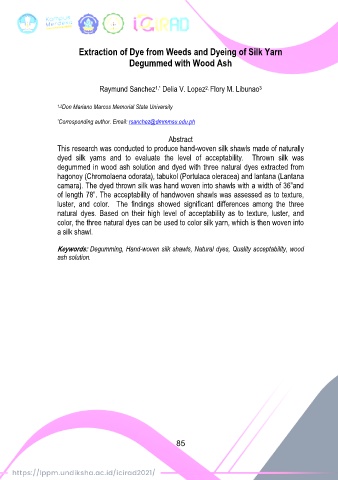 iCIRAD
Extraction of Dye from Weeds and Dyeing of Silk Yarn
Degummed with Wood Ash
Raymund Sanchez1,* Delia V. Lopez2, Flory M. Libunao3
1-3Don Mariano Marcos Memorial State University
*Corresponding author. Email: rsanchez@dmmmsu.edu.ph
Abstract
This research was conducted to produce hand-woven silk shawls made of naturally
dyed silk yarns and to evaluate the level of acceptability. Thrown silk was
degummed in wood ash solution and dyed with three natural dyes extracted from
hagonoy (Chromolaena odorata), tabukol (Portulaca oleracea) and lantana (Lantana
camara). The dyed thrown silk was hand woven into shawls with a width of 36"and
of length 78". The acceptability of handwoven shawls was assessed as to texture,
luster, and color. The findings showed significant differences among the three
natural dyes. Based on their high level of acceptability as to texture, luster, and
color, the three natural dyes can be used to color silk yarn, which is then woven into
a silk shawl.
Keywords: Degumming, Hand-woven silk shawls, Natural dyes, Quality acceptability, wood
ash solution.
85
https://lppm.undiksha.ac.id/icirad2021/